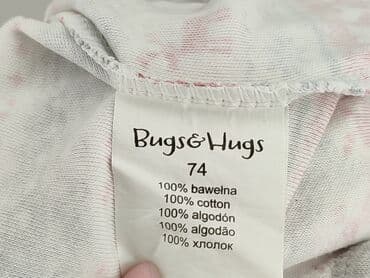 Bugs&Hugs
74
100% bawełna
100% cotton
100% algodón
100% algodão
100% хлопок